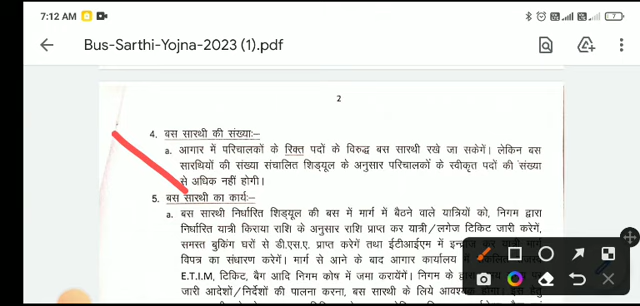 7:12 AM
Bus-Sarthi-Yojna-2023 (1).pdf
2
4. बस सारथी की संख्या:–
a. आगार में परिचालकों के रिक्त पदों के विरुद्ध बस सारथी रखे जा सकेगें। लेकिन बस
सारथियों की संख्या संचालित शिड्यूल के अनुसार परिचालकों के स्वीकृत पदों की संख्या
से अधिक नहीं होगी।
5. बस सारथी का कार्य:–
a. बस सारथी निर्धारित शिड्यूल की बस में मार्ग में बैठने वाले यात्रियों को, निगम द्वारा
निर्धारित यात्री किराया राशि के अनुसार राशि प्राप्त कर यात्री/लगेज टिकिट जारी करेगें,
समस्त बुकिंग घरों से डी.एस.ए. प्राप्त करेगें तथा ईटीआईएम में
विपत्र का संधारण करेगें। मार्ग से आने के बाद आगार कार्यालय
E.T.I.M, टिकिट, बैग आदि निगम कोष में जमा करायेगें। निगम के
जारी आदेशों/निर्देशों की पालना करना, बस सारथी के लिये